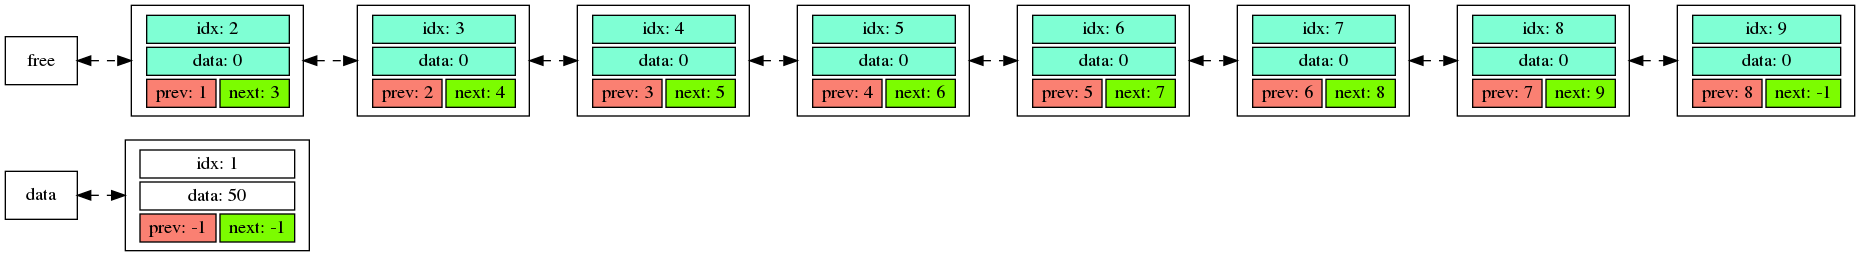 free
idx: 2
data: 0
prev: 1 next: 3
idx: 3
data: 0
prev: 2 next: 4
idx: 4
data: 0
prev: 3 next: 5
idx: 5
data: 0
prev: 4 next: 6
idx: 6
data: 0
prev: 5 next: 7
idx: 7
data: 0
prev: 6 next: 8
idx: 8
data: 0
prev: 7 next: 9
idx: 9
data: 0
prev: 8 next: -1
data
idx: 1
data: 50
prev: -1 next: -1